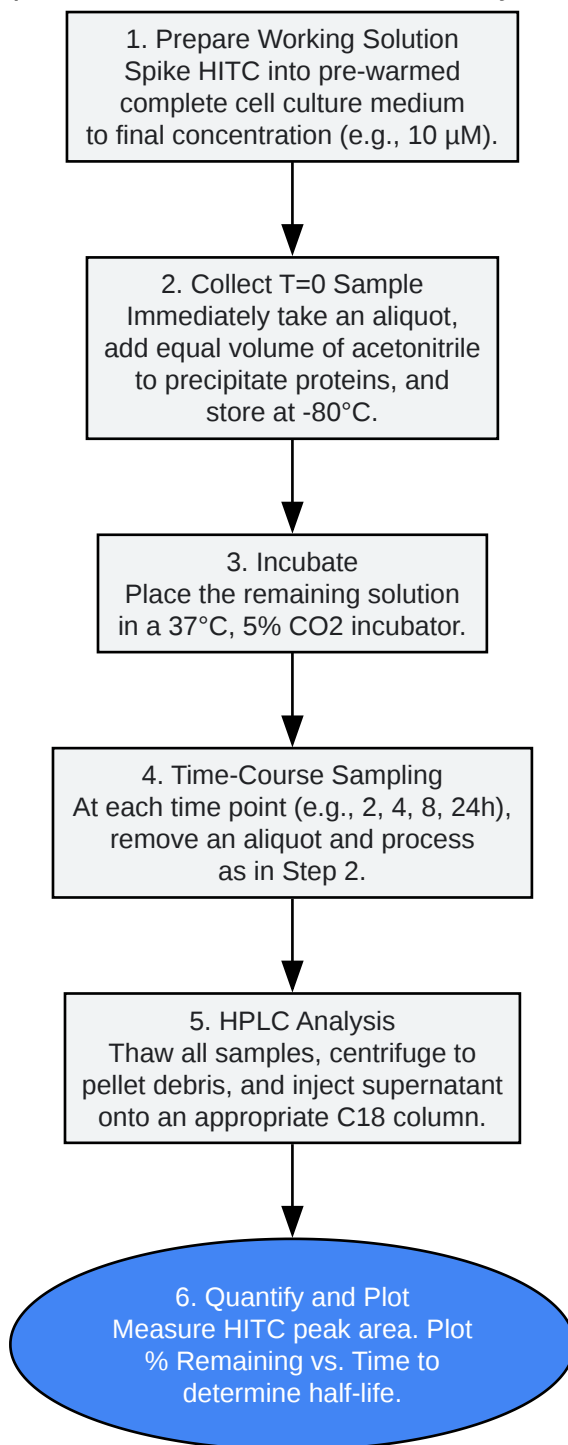 1. Prepare Working Solution
Spike HITC into pre-warmed
complete cell culture medium
to final concentration (e.g., 10 µM).
2. Collect T=0 Sample
Immediately take an aliquot,
add equal volume of acetonitrile
to precipitate proteins, and
store at -80°C.
3. Incubate
Place the remaining solution
in a 37°C, 5% CO2 incubator.
4. Time-Course Sampling
At each time point (e.g., 2, 4, 8, 24h),
remove an aliquot and process
as in Step 2.
5. HPLC Analysis
Thaw all samples, centrifuge to
pellet debris, and inject supernatant
onto an appropriate C18 column.
6. Quantify and Plot
Measure HITC peak area. Plot
% Remaining vs. Time to
determine half-life.